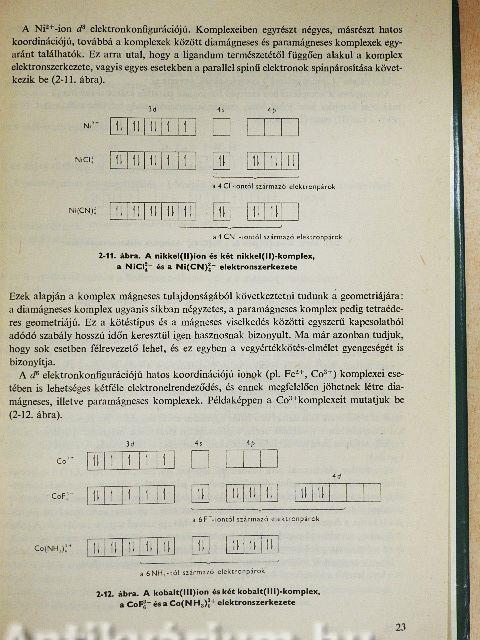 A Ni²⁺-ion d⁸ elektronkonfigurációjú. Komplexeiben egyrészt négyes, másrészt hatos
koordinációjú, továbbá a komplexek között diamágneses és paramágneses komplexek egy-
aránt találhatók. Ez arra utal, hogy a ligandum természetétől függően alakul a komplex
elektronszerkezete, vagyis egyes esetekben a parallel spinű elektronok spinpárosítása követ-
kezik be (2-11. ábra).
3d 4s 4p
Ni²⁺
NiCl₄²⁻
a 4 Cl⁻-iontól származó elektronpárok
Ni(CN)₄²⁻
a 4 CN⁻-iontól származó elektronpárok
2-11. ábra. A nikkel(II)ion és két nikkel(II)-komplex,
a NiCl₄²⁻ és a Ni(CN)₄²⁻ elektronszerkezete
Ezek alapján a komplex mágneses tulajdonságából következtetni tudunk a geometriájára:
a diamágneses komplex ugyanis síkban négyzetes, a paramágneses komplex pedig tetraéde-
res geometriájú. Ez a kötéstípus és a mágneses viselkedés közötti egyszerű kapcsolatból
adódó szabály hosszú időn keresztül igen hasznosnak bizonyult. Ma már azonban tudjuk,
hogy sok esetben félrevezető lehet, és ez egyben a vegyértékkötés-elmélet gyengeségét is
bizonyítja.
A d⁶ elektronkonfigurációjú hatos koordinációjú ionok (pl. Fe²⁺, Co³⁺) komplexei ese-
tében is lehetséges kétféle elektronelrendeződés, és ennek megfelelően jöhetnek létre dia-
mágneses, illetve paramágneses komplexek. Példaképpen a Co³⁺komplexeit mutatjuk be
(2-12. ábra).
3d 4s 4p
Co³⁺
4d
CoF₆³⁻
a 6 F⁻-iontól származó elektronpárok
Co(NH₃)₆³⁺
a 6 NH₃-tól származó elektronpárok
2-12. ábra. A kobalt(III)ion és két kobalt(III)-komplex,
a CoF₆³⁻ és a Co(NH₃)₆³⁺ elektronszerkezete
23